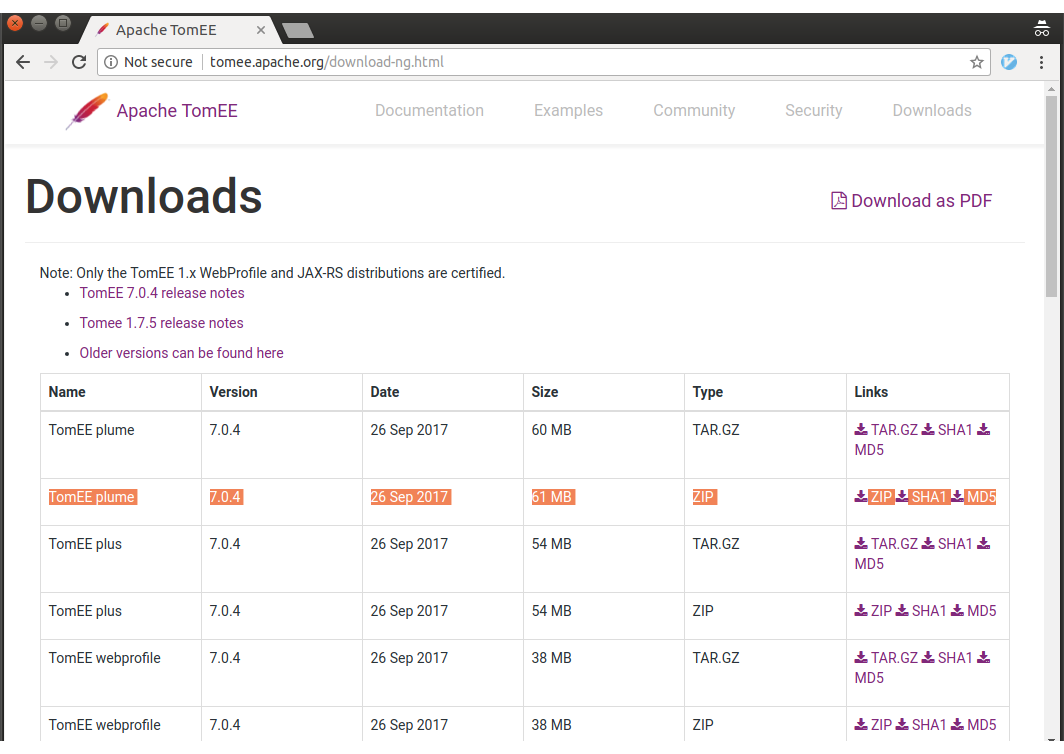 Apache TomEE
Not secure tomee.apache.org/download-ng.html
Apache TomEE Documentation Examples Community Security Downloads
Downloads
Download as PDF
Note: Only the TomEE 1.x WebProfile and JAX-RS distributions are certified.
• TomEE 7.0.4 release notes
• Tomee 1.7.5 release notes
• Older versions can be found here
Name Version Date Size Type Links
TomEE plume 7.0.4 26 Sep 2017 60 MB TAR.GZ TAR.GZ SHA1
MD5
TomEE plume 7.0.4 26 Sep 2017 61 MB ZIP ZIP SHA1 MD5
TomEE plus 7.0.4 26 Sep 2017 54 MB TAR.GZ TAR.GZ SHA1
MD5
TomEE plus 7.0.4 26 Sep 2017 54 MB ZIP ZIP SHA1 MD5
TomEE webprofile 7.0.4 26 Sep 2017 38 MB TAR.GZ TAR.GZ SHA1
MD5
TomEE webprofile 7.0.4 26 Sep 2017 38 MB ZIP ZIP SHA1 MD5